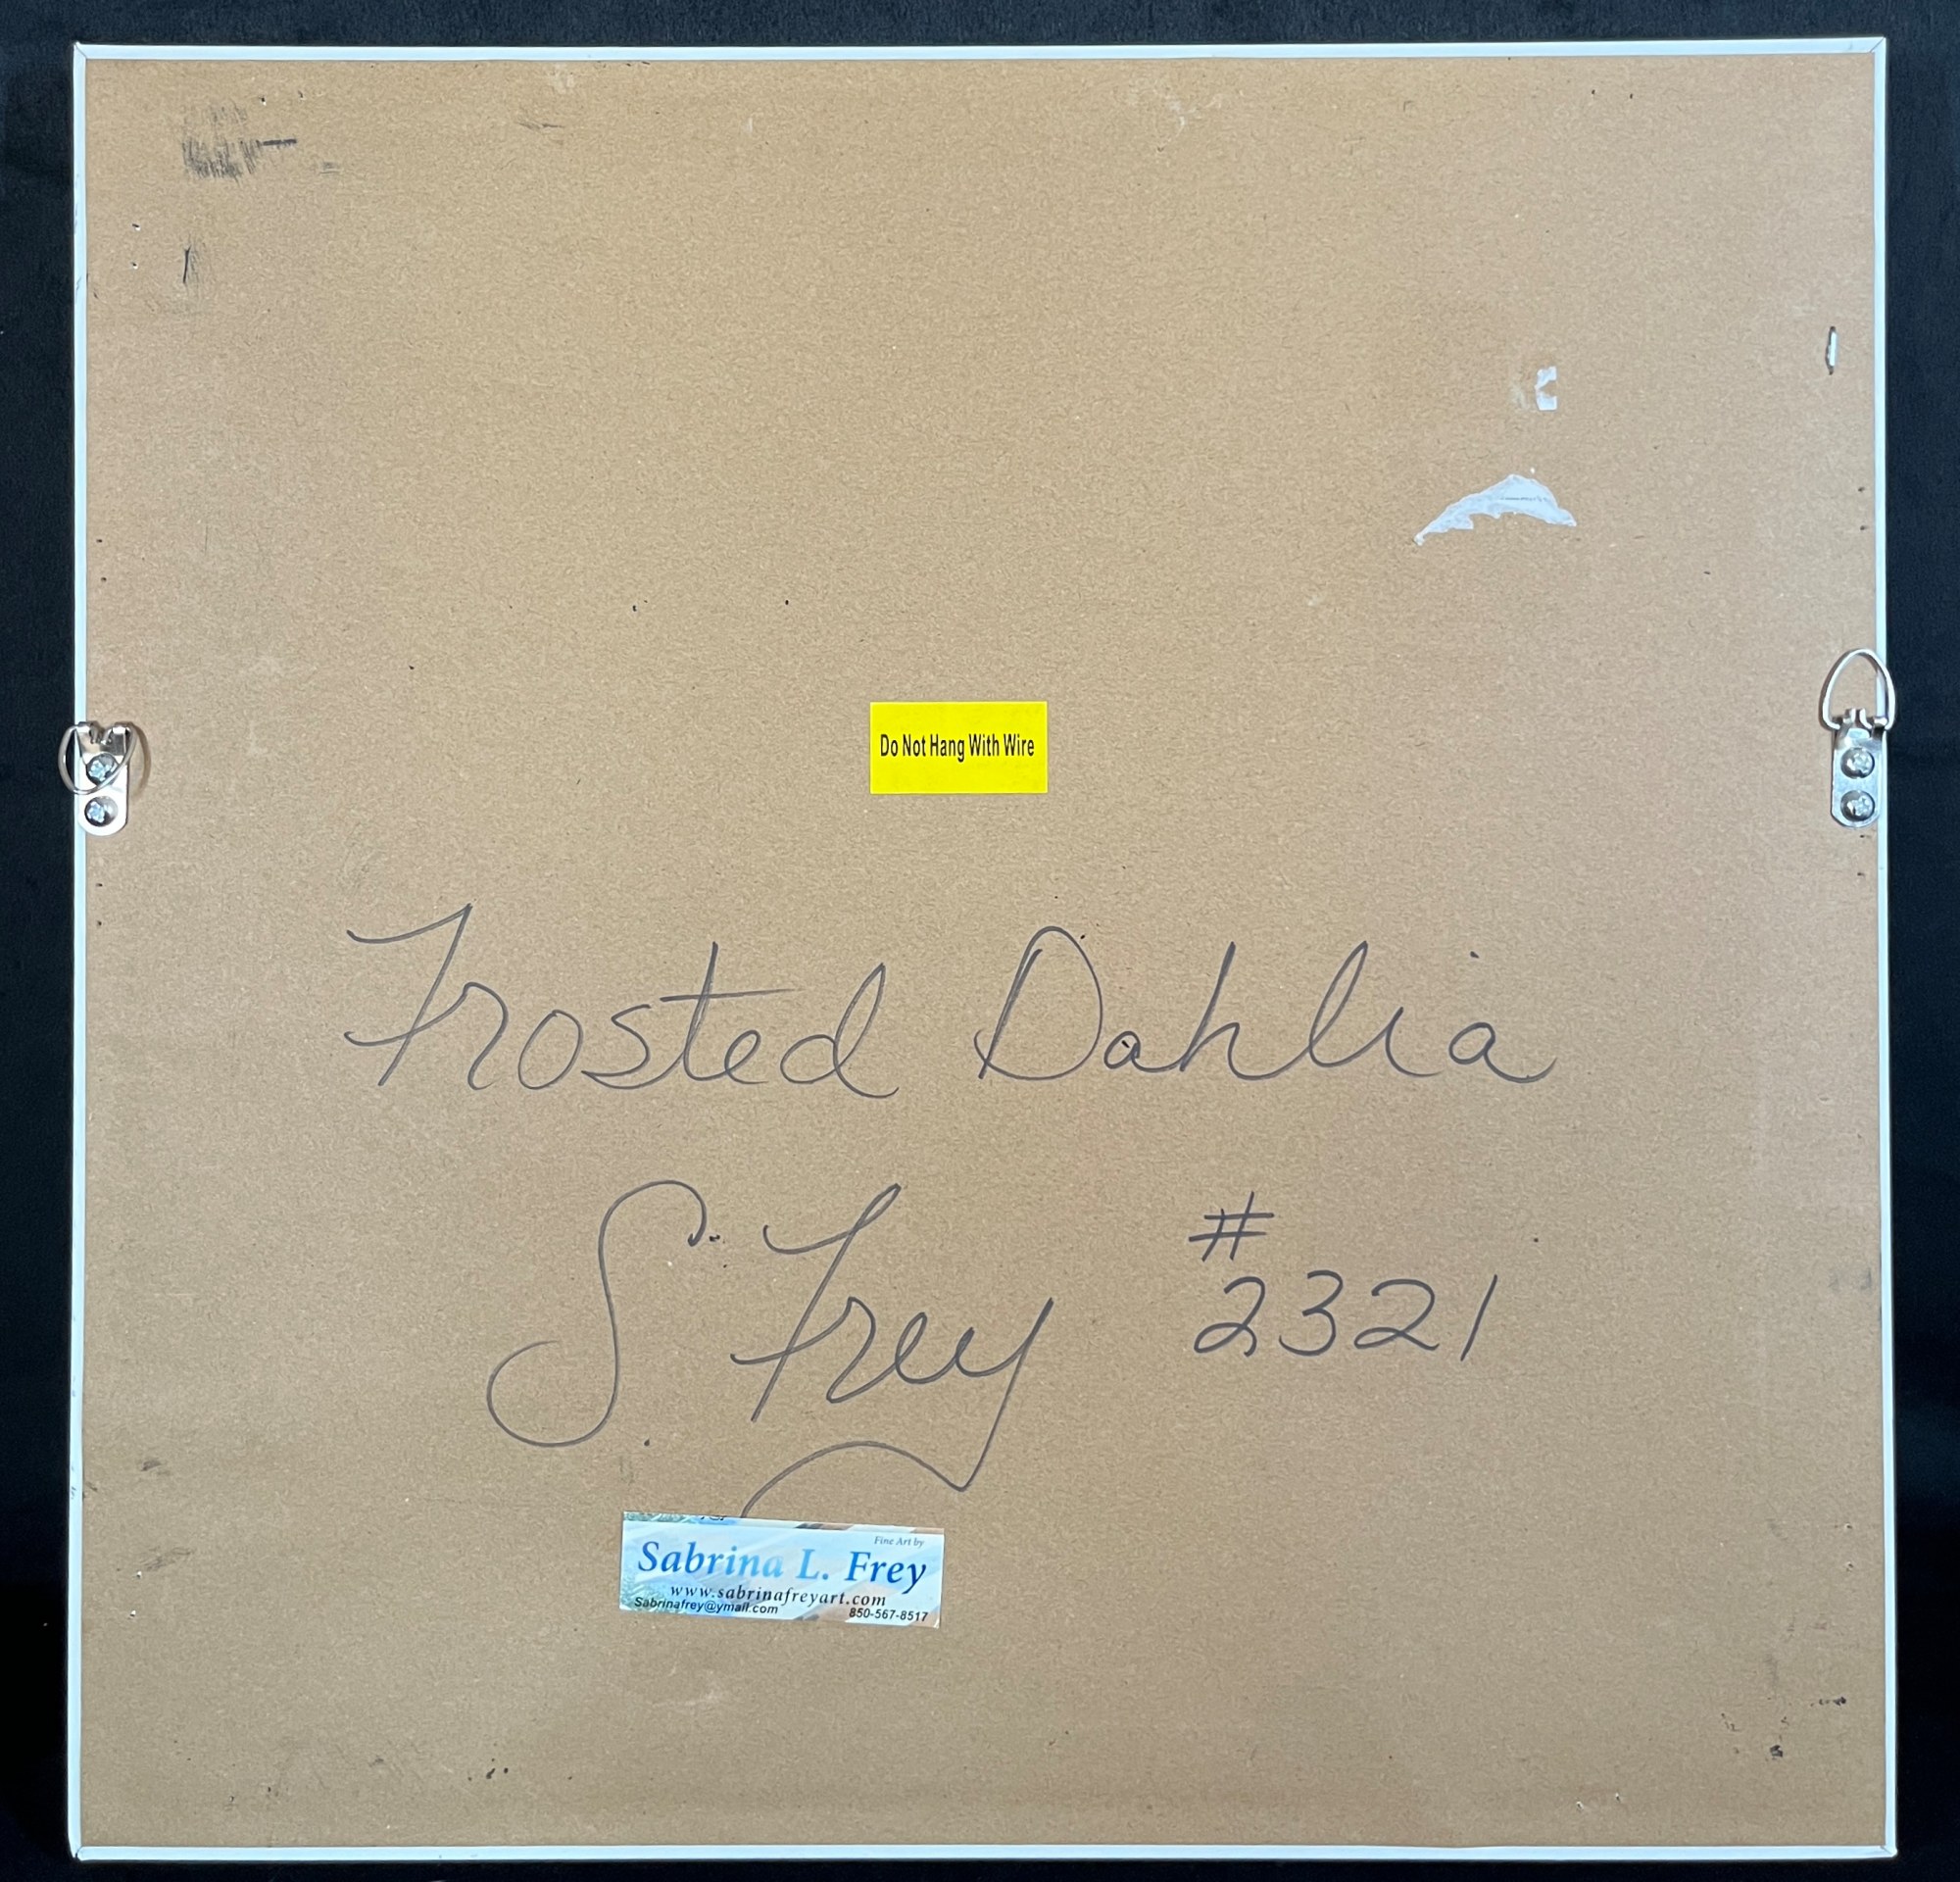 Do Not Hang With Wire
Frosted Dahlia
S. Frey #2321
Fine Art by
Sabrina L. Frey
www.sabrinafreyart.com
Sabrinafrey@ymail.com 850-567-8517